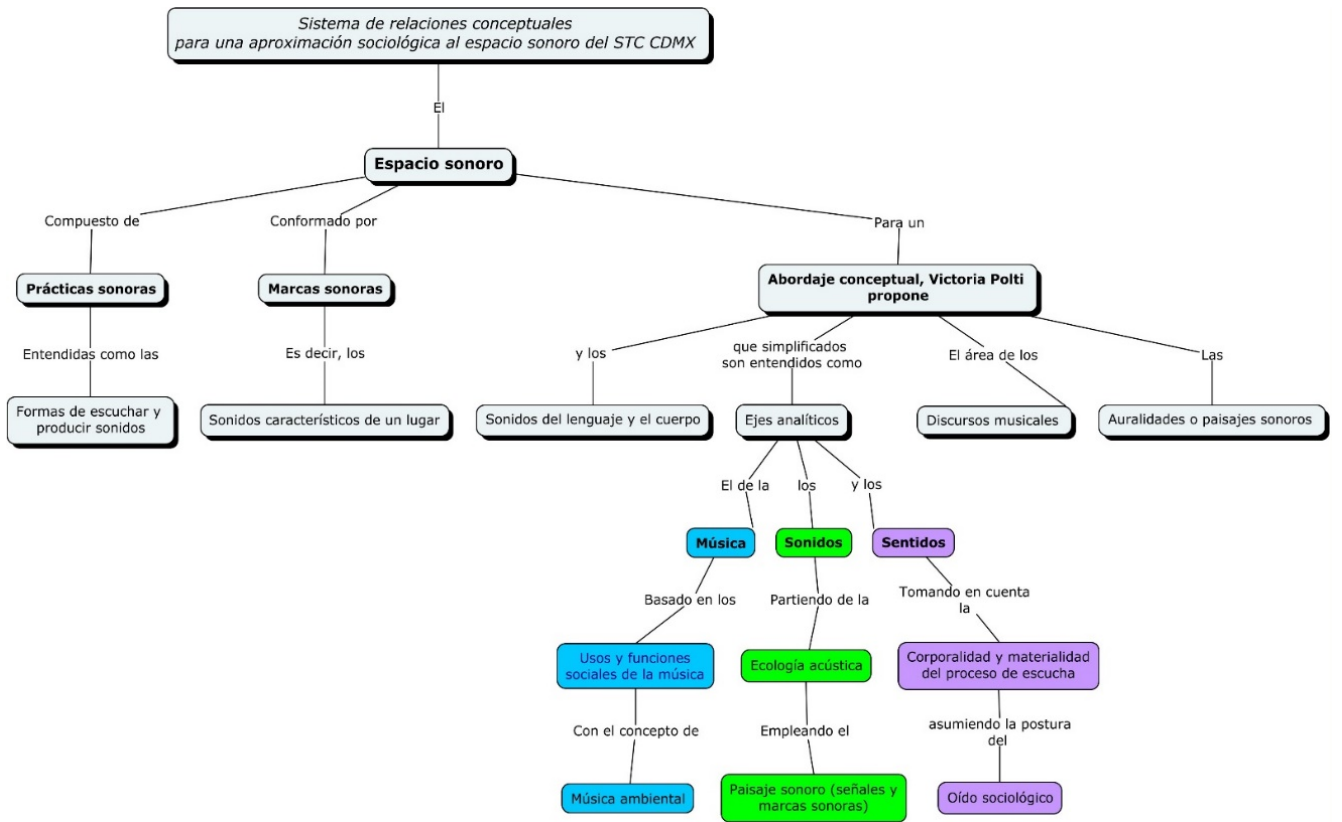 Sistema de relaciones conceptuales
para una aproximación sociológica al espacio sonoro del STC CDMX
El
Espacio sonoro
Compuesto de
Conformado por
Para un
Prácticas sonoras
Marcas sonoras
Abordaje conceptual, Victoria Polti
propone
Entendidas como las
Es decir, los
y los
que simplificados
son entendidos como
El área de los
Las
Formas de escuchar y
producir sonidos
Sonidos característicos de un lugar
Sonidos del lenguaje y el cuerpo
Ejes analíticos
Discursos musicales
Auralidades o paisajes sonoros
El de la
los
y los
Música
Sonidos
Sentidos
Basado en los
Partiendo de la
Tomando en cuenta
la
Usos y funciones
sociales de la música
Ecología acústica
Corporalidad y materialidad
del proceso de escucha
Con el concepto de
Empleando el
asumiendo la postura
del
Música ambiental
Paisaje sonoro (señales y
marcas sonoras)
Oído sociológico